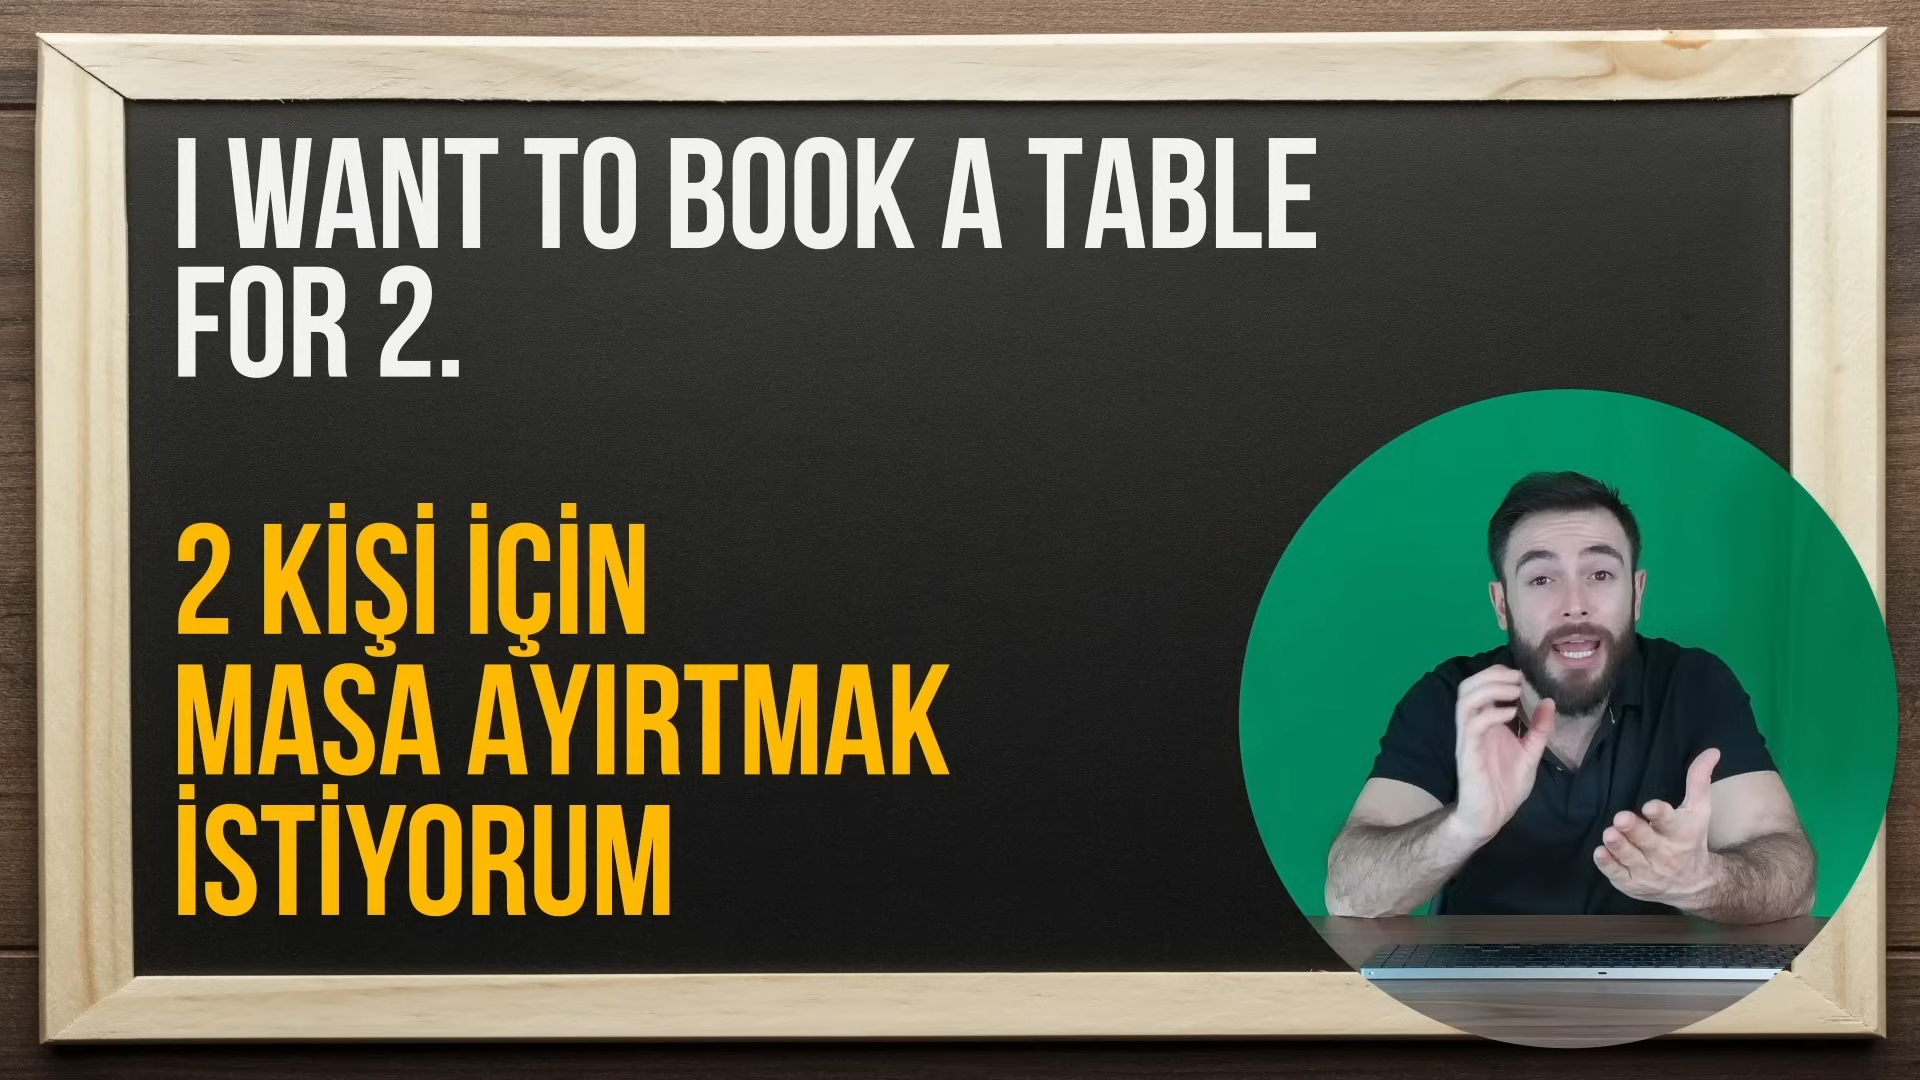 I WANT TO BOOK A TABLE
FOR 2.
2 KİŞİ İÇİN
MASA AYIRTMAK
İSTİYORUM